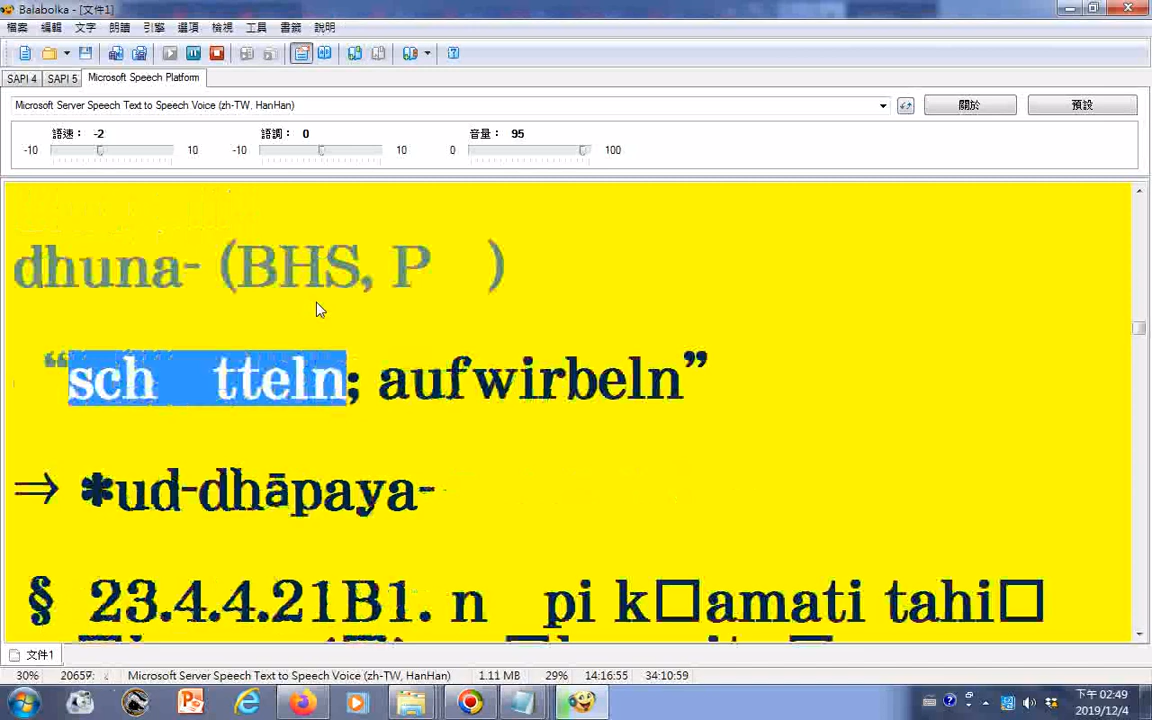 Balabolka - [文件1]
檔案 編輯 文字 朗讀 引擎 選項 檢視 工具 書籤 說明
SAPI 4 SAPI 5 Microsoft Speech Platform
Microsoft Server Speech Text to Speech Voice (zh-TW, HanHan) 關於 預設
語速： -2 語調： 0 音量： 95
-10 10 -10 10 0 100
dhuna- (BHS, P )
“sch tteln; aufwirbeln”
⇒ *ud-dhāpaya-
§ 23.4.4.21B1. n pi k□amati tahi□
文件1
30% Microsoft Server Speech Text to Speech Voice (zh-TW, HanHan) 1.11 MB 29% 14:16:55 34:10:59
下午 02:49
2019/12/4